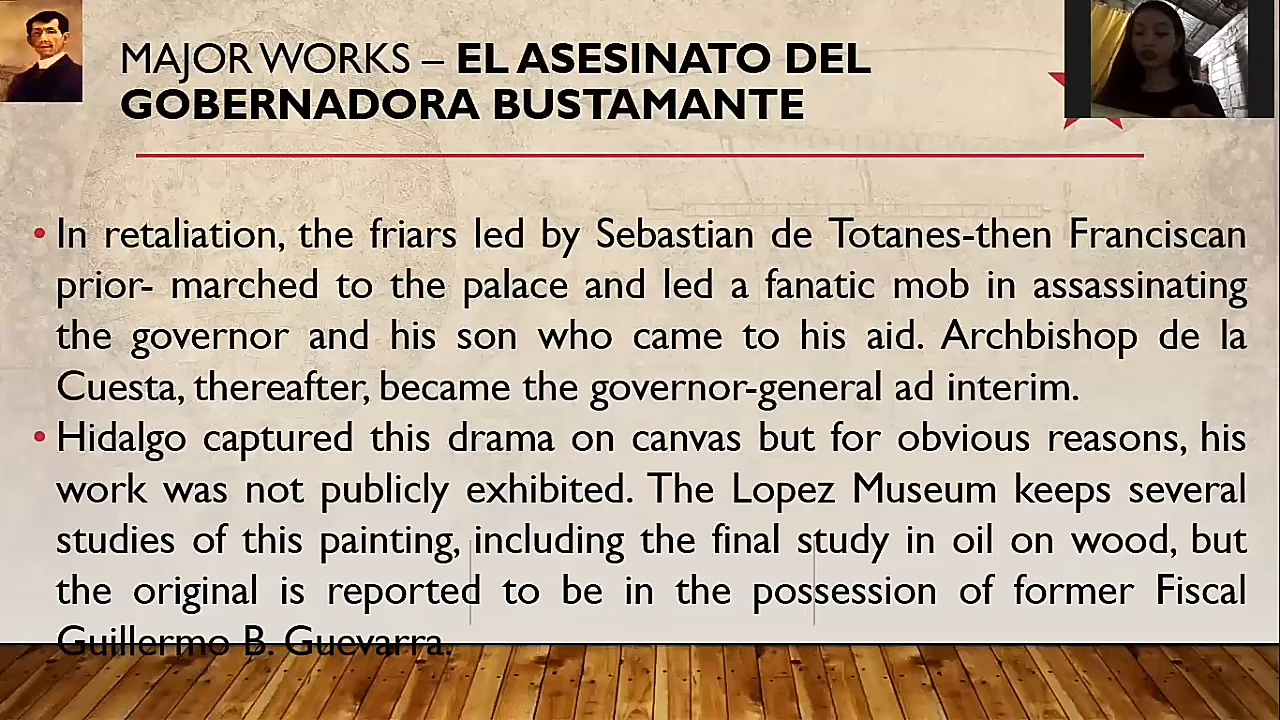 MAJOR WORKS – EL ASESINATO DEL
GOBERNADORA BUSTAMANTE
• In retaliation, the friars led by Sebastian de Totanes-then Franciscan
prior- marched to the palace and led a fanatic mob in assassinating
the governor and his son who came to his aid. Archbishop de la
Cuesta, thereafter, became the governor-general ad interim.
• Hidalgo captured this drama on canvas but for obvious reasons, his
work was not publicly exhibited. The Lopez Museum keeps several
studies of this painting, including the final study in oil on wood, but
the original is reported to be in the possession of former Fiscal
Guillermo B. Guevarra.